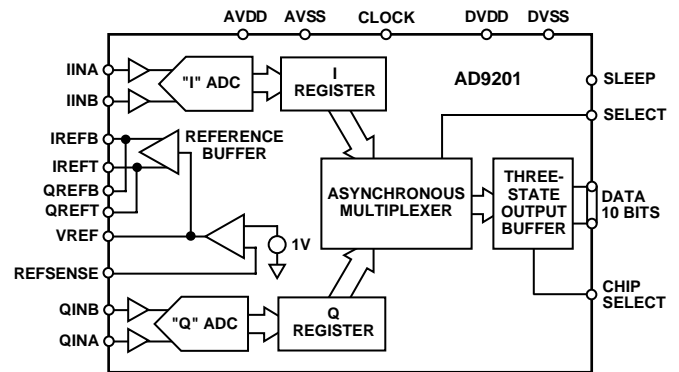 AVDD AVSS CLOCK DVDD DVSS
IINA
IINB
"I" ADC
I
REGISTER
AD9201
SLEEP
SELECT
IREFB
IREFT
QREFB
QREFT
VREF
REFSENSE
REFERENCE
BUFFER
1V
ASYNCHRONOUS
MULTIPLEXER
THREE-
STATE
OUTPUT
BUFFER
DATA
10 BITS
CHIP
SELECT
QINB
QINA
"Q" ADC
Q
REGISTER